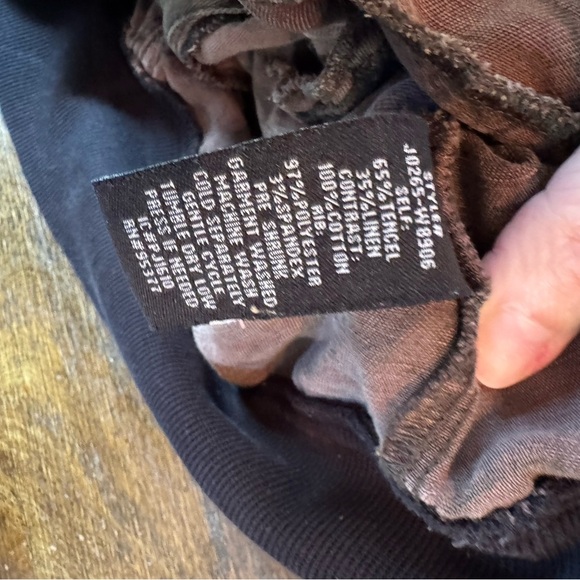 STYLE#
J0265-W8906
SELF:
65%TENCEL
35%LINEN
CONTRAST:
100%COTTON
RIB:
97%POLYESTER
3%SPANDEX
PR. SHRUNK
GARMENT WASHED
MACHINE WASH
COLD SEPARATELY
GENTLE CYCLE
TUMBLE DRY LOW
PRESS IF NEEDED
RN#95377